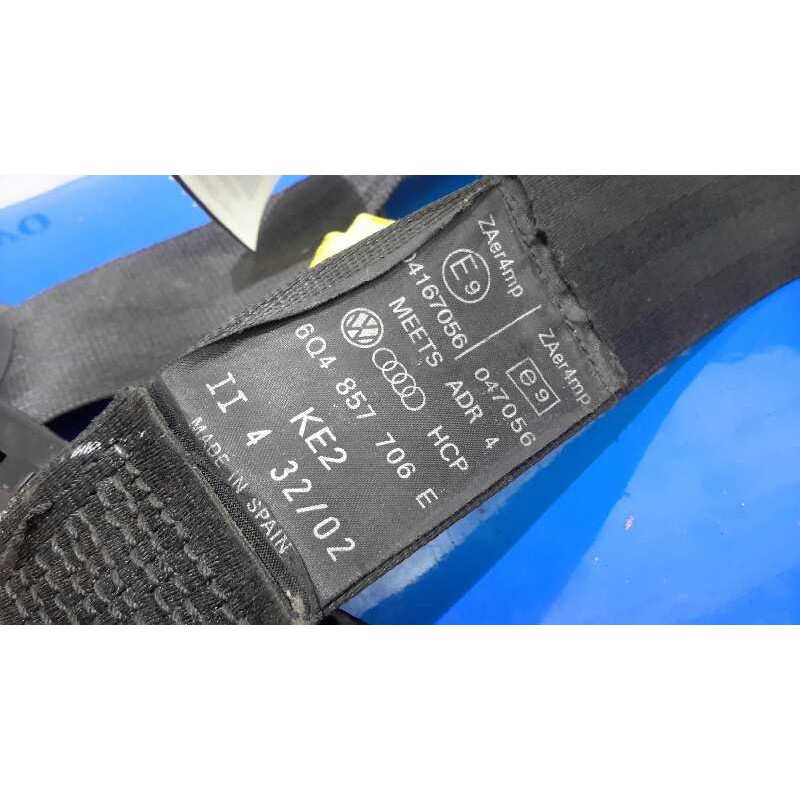 ZAer4mp ZAer4mp
E9 e9
04167056 047056
MEETS ADR 4
HCP
6Q4 857 706 E
KE2
II 4 32/02
MADE IN SPAIN